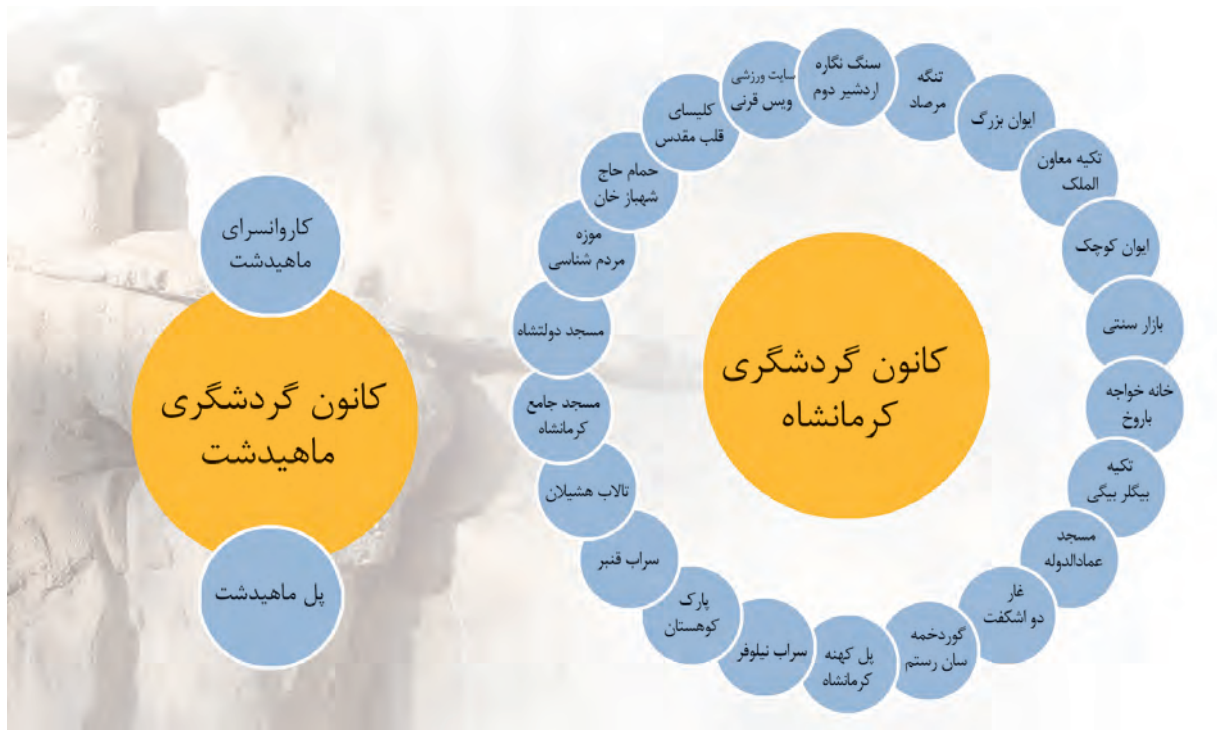 کانون گردشگری
کرمانشاه
سنگ نگاره
اردشیر دوم
تنگه
مرصاد
ایوان بزرگ
تکیه معاون
الملک
ایوان کوچک
بازار سنتی
خانه خواجه
باروخ
تکیه
بیگلر بیگی
مسجد
عمادالدوله
غار
دو اشکفت
گوردخمه
سان رستم
پل کهنه
کرمانشاه
سراب نیلوفر
پارک
کوهستان
سراب قنبر
تالاب هشیلان
مسجد جامع
کرمانشاه
مسجد دولتشاه
موزه
مردم شناسی
حمام حاج
شهباز خان
کلیسای
قلب مقدس
سایت ورزشی
ویس قرنی
کاروانسرای
ماهیدشت
کانون گردشگری
ماهیدشت
پل ماهیدشت